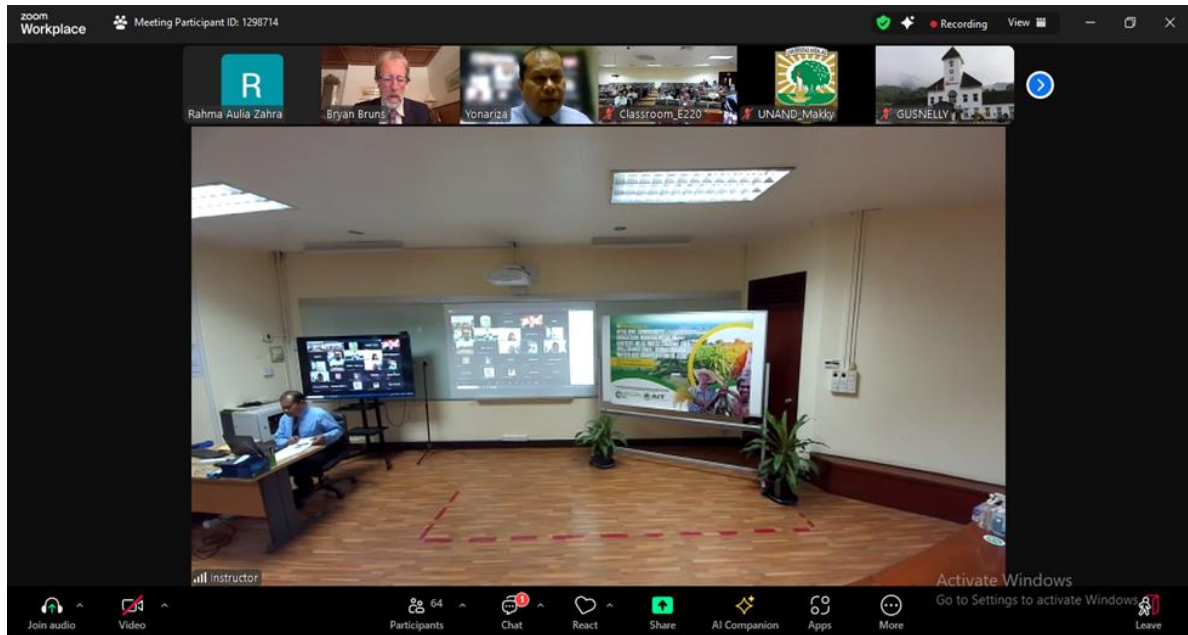 zoom
Workplace
Meeting Participant ID: 1298714
Recording
View
R
Rahma Aulia Zahra
Bryan Bruns
Yonariza
Classroom_E220
UNAND_Makky
GUSNELLY
AIT
Instructor
Activate Windows
Go to Settings to activate Windows.
Join audio
Video
64
Participants
1
Chat
React
Share
AI Companion
Apps
More
Leave